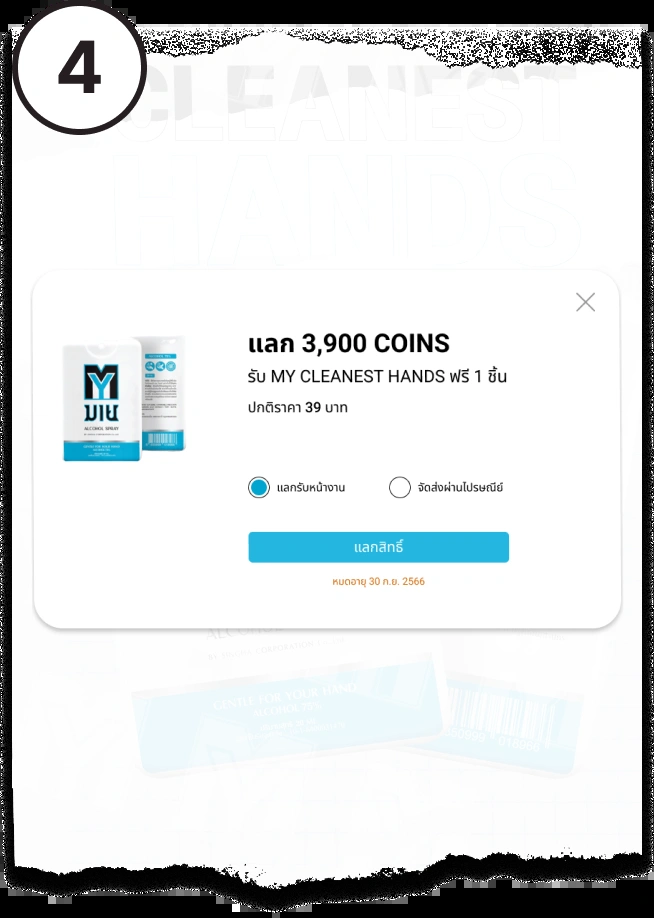 4
CLEANEST
HANDS
แลก 3,900 COINS
รับ MY CLEANEST HANDS ฟรี 1 ชิ้น
ปกติราคา 39 บาท
MY
มาย
ALCOHOL SPRAY
แลกรับหน้างาน
จัดส่งผ่านไปรษณีย์
แลกสิทธิ์
หมดอายุ 30 ก.ย. 2566
GENTLE FOR YOUR HAND